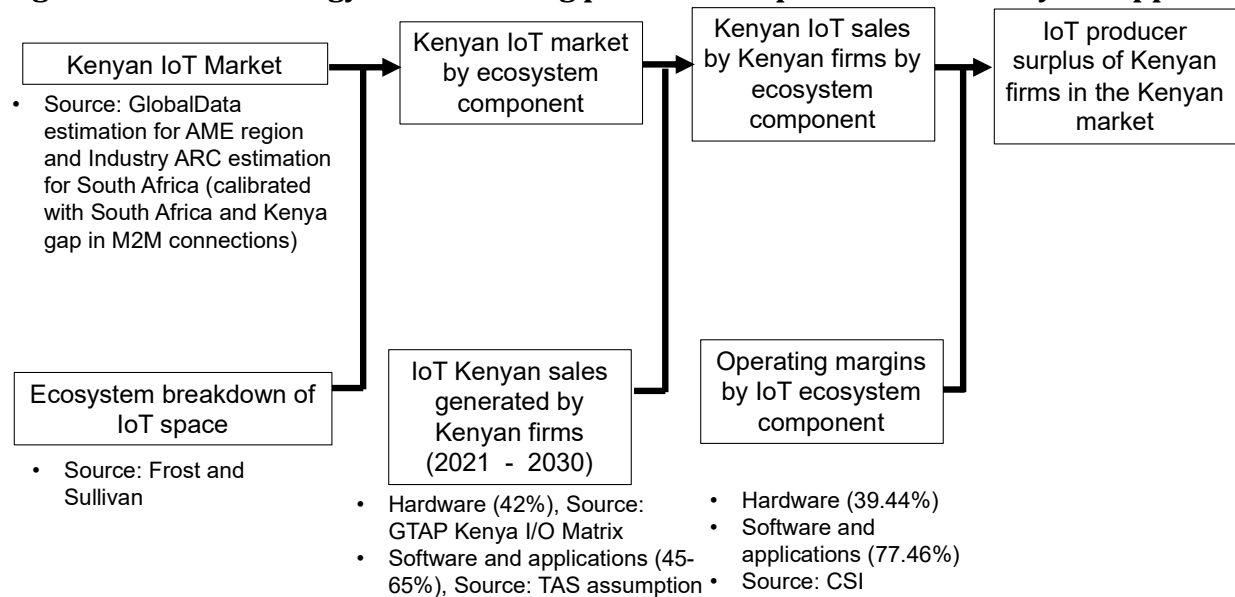 Kenyan IoT Market
• Source: GlobalData
estimation for AME region
and Industry ARC estimation
for South Africa (calibrated
with South Africa and Kenya
gap in M2M connections)
Kenyan IoT market
by ecosystem
component
Kenyan IoT sales
by Kenyan firms by
ecosystem
component
IoT producer
surplus of Kenyan
firms in the Kenyan
market
Ecosystem breakdown of
IoT space
• Source: Frost and
Sullivan
IoT Kenyan sales
generated by
Kenyan firms
(2021 - 2030)
• Hardware (42%), Source:
GTAP Kenya I/O Matrix
• Software and applications (45-
65%), Source: TAS assumption
Operating margins
by IoT ecosystem
component
• Hardware (39.44%)
• Software and
applications (77.46%)
• Source: CSI